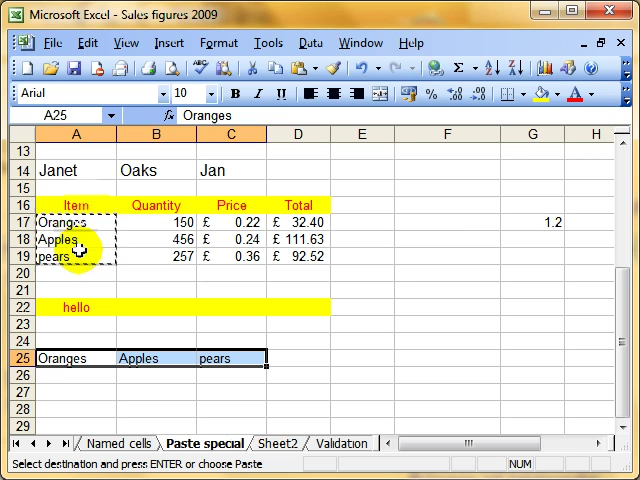 Microsoft Excel - Sales figures 2009
File Edit View Insert Format Tools Data Window Help
Arial 10 B I U % €
A25 fx Oranges
A B C D E F G H
13
14 Janet Oaks Jan
15
16 Item Quantity Price Total
17 Oranges 150 £ 0.22 £ 32.40 1.2
18 Apples 456 £ 0.24 £ 111.63
19 pears 257 £ 0.36 £ 92.52
20
21
22 hello
23
24
25 Oranges Apples pears
26
27
28
29
Named cells Paste special Sheet2 Validation
Select destination and press ENTER or choose Paste NUM